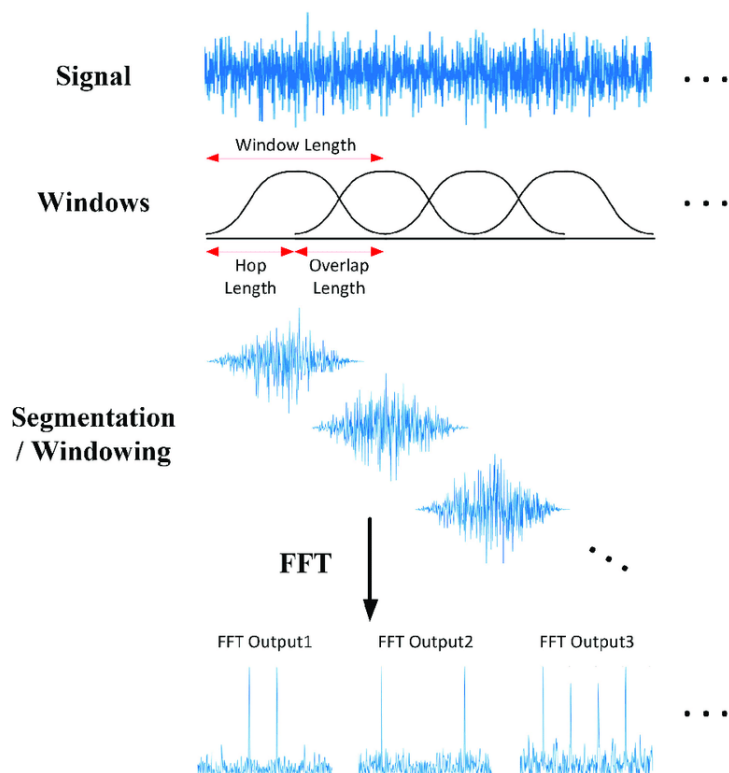 Signal
Window Length
Windows
Hop
Length
Overlap
Length
Segmentation
/ Windowing
FFT
FFT Output1
FFT Output2
FFT Output3